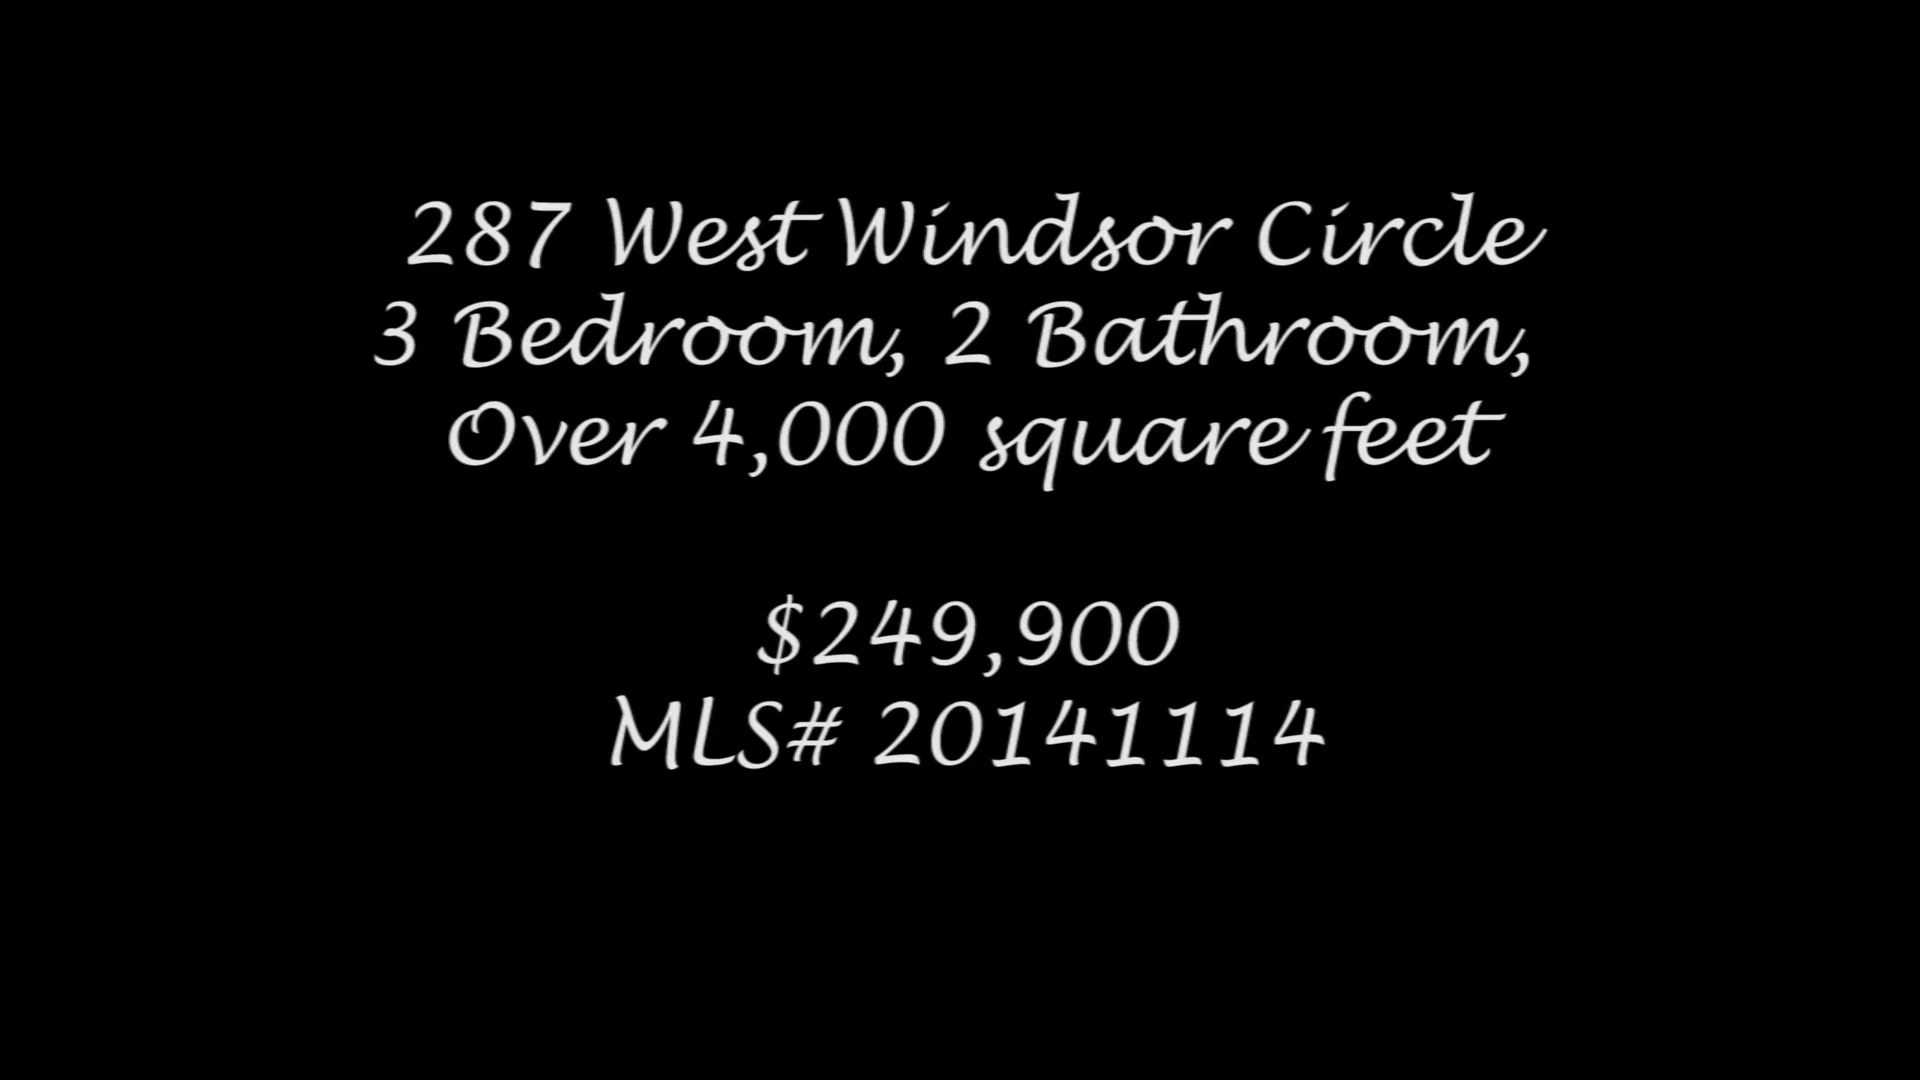 287 West Windsor Circle
3 Bedroom, 2 Bathroom,
Over 4,000 square feet
$249,900
MLS# 20141114